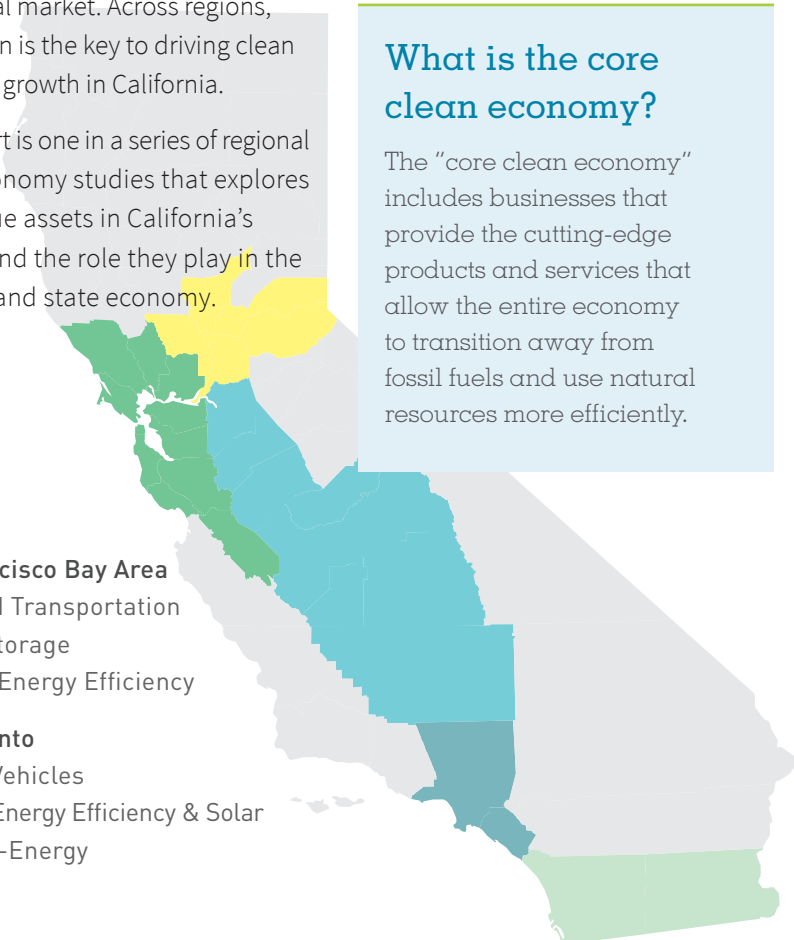 al market. Across regions,
n is the key to driving clean
growth in California.
rt is one in a series of regional
onomy studies that explores
ue assets in California's
nd the role they play in the
and state economy.
What is the core
clean economy?
The “core clean economy”
includes businesses that
provide the cutting-edge
products and services that
allow the entire economy
to transition away from
fossil fuels and use natural
resources more efficiently.
cisco Bay Area
d Transportation
torage
Energy Efficiency
nto
Vehicles
Energy Efficiency & Solar
-Energy